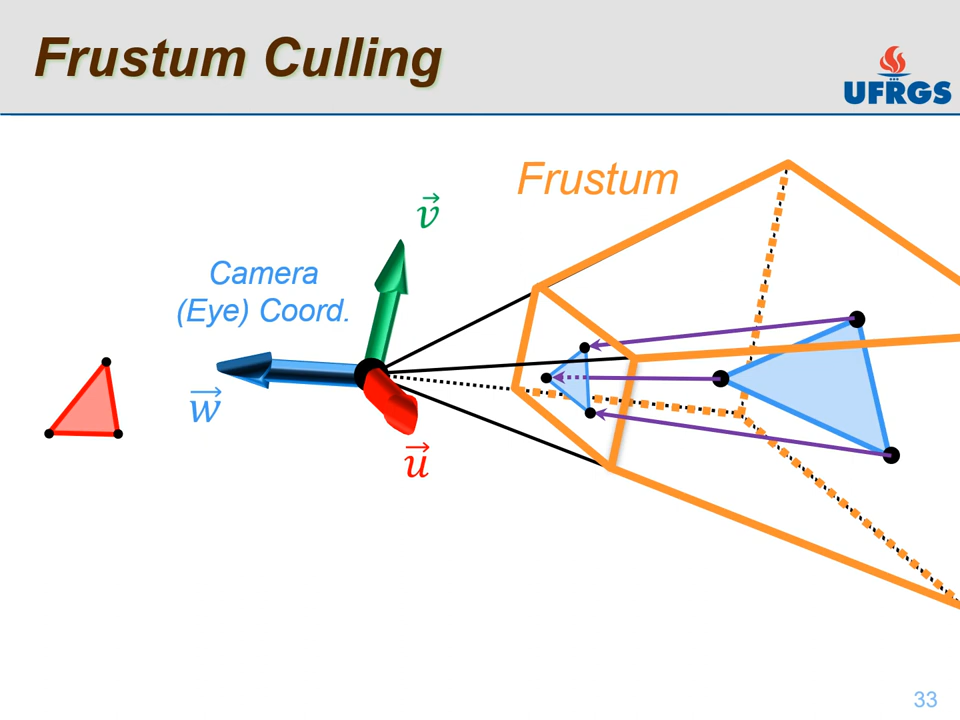 Frustum Culling
UFRGS
Frustum
v⃗
Camera
(Eye) Coord.
w⃗
u⃗
33